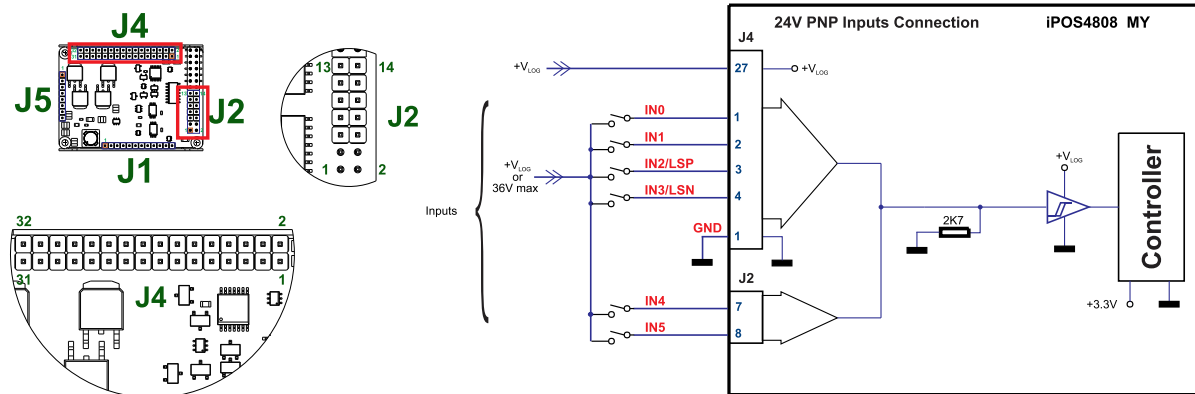 J4
J5
J2
J1
13
14
J2
1
2
32
2
31
1
J4
24V PNP Inputs Connection
iPOS4808 MY
J4
+VLOG
27
+VLOG
IN0
1
IN1
2
IN2/LSP
3
IN3/LSN
4
+VLOG
or
36V max
Inputs
GND
1
J2
IN4
7
IN5
8
2K7
+VLOG
Controller
+3.3V